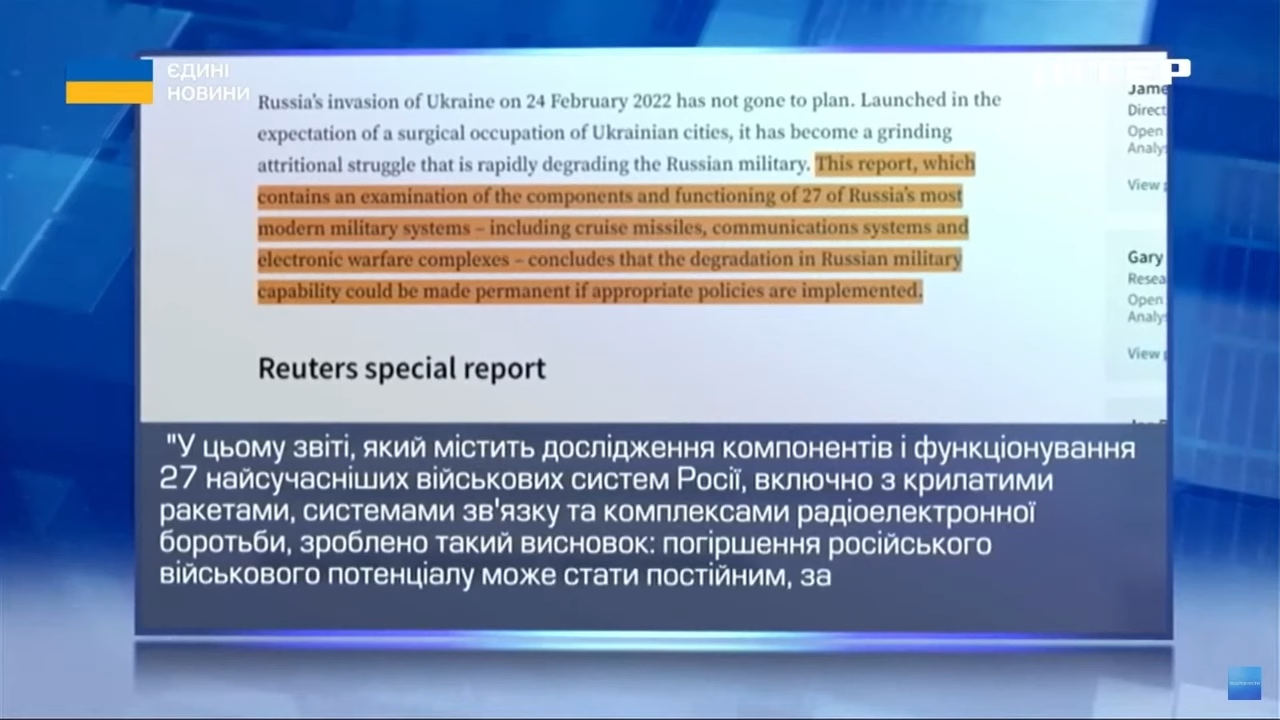 ЄДИНІ
НОВИНИ
ІНТЕР
Russia's invasion of Ukraine on 24 February 2022 has not gone to plan. Launched in the
expectation of a surgical occupation of Ukrainian cities, it has become a grinding
attritional struggle that is rapidly degrading the Russian military. This report, which
contains an examination of the components and functioning of 27 of Russia's most
modern military systems – including cruise missiles, communications systems and
electronic warfare complexes – concludes that the degradation in Russian military
capability could be made permanent if appropriate policies are implemented.
Reuters special report
Jame
Direct
Open
Analys
View
Gary
Resea
Open
Analys
View
"У цьому звіті, який містить дослідження компонентів і функціонування
27 найсучасніших військових систем Росії, включно з крилатими
ракетами, системами зв'язку та комплексами радіоелектронної
боротьби, зроблено такий висновок: погіршення російського
військового потенціалу може стати постійним, за